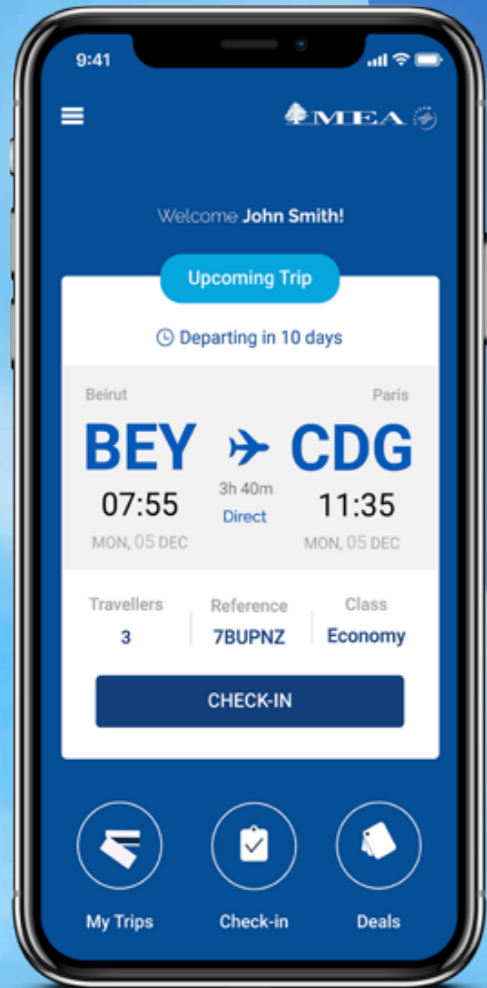 9:41
MEA
Welcome John Smith!
Upcoming Trip
Departing in 10 days
Beirut Paris
BEY CDG
07:55 3h 40m 11:35
Direct
MON, 05 DEC MON, 05 DEC
Travellers Reference Class
3 7BUPNZ Economy
CHECK-IN
My Trips Check-in Deals